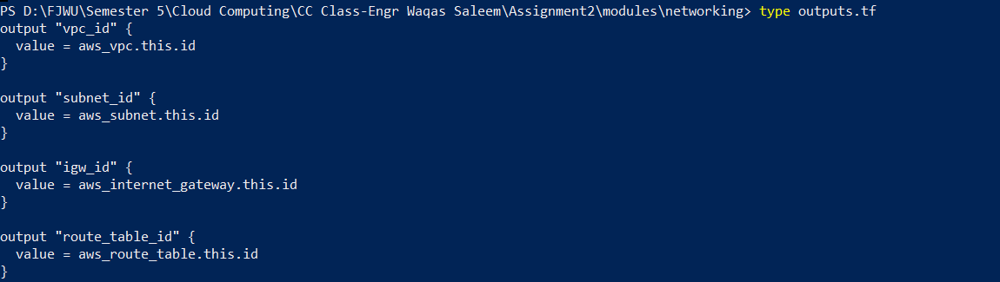 PS D:\FJWU\Semester 5\Cloud Computing\CC Class-Engr Waqas Saleem\Assignment2\modules\networking> type outputs.tf
output "vpc_id" {
  value = aws_vpc.this.id
}

output "subnet_id" {
  value = aws_subnet.this.id
}

output "igw_id" {
  value = aws_internet_gateway.this.id
}

output "route_table_id" {
  value = aws_route_table.this.id
}